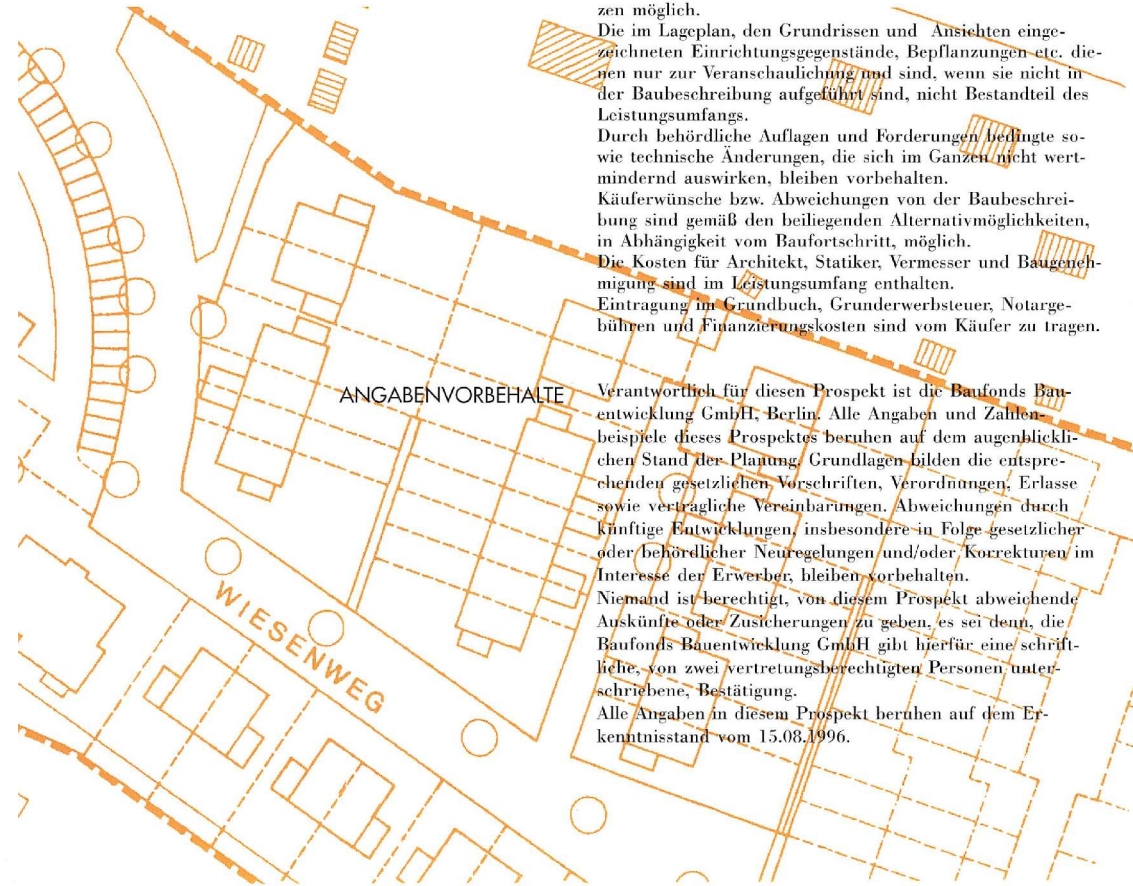 zen möglich.
Die im Lageplan, den Grundrissen und Ansichten einge-
zeichneten Einrichtungsgegenstände, Bepflanzungen etc. die-
nen nur zur Veranschaulichung und sind, wenn sie nicht in
der Baubeschreibung aufgeführt sind, nicht Bestandteil des
Leistungsumfangs.
Durch behördliche Auflagen und Forderungen bedingte so-
wie technische Änderungen, die sich im Ganzen nicht wert-
mindernd auswirken, bleiben vorbehalten.
Käuferwünsche bzw. Abweichungen von der Baubeschrei-
bung sind gemäß den beiliegenden Alternativmöglichkeiten,
in Abhängigkeit vom Baufortschritt, möglich.
Die Kosten für Architekt, Statiker, Vermesser und Baugeneh-
migung sind im Leistungsumfang enthalten.
Eintragung im Grundbuch, Grunderwerbsteuer, Notarge-
bühren und Finanzierungskosten sind vom Käufer zu tragen.
ANGABENVORBEHALTE
Verantwortlich für diesen Prospekt ist die Baufonds Bau-
entwicklung GmbH, Berlin. Alle Angaben und Zahlen-
beispiele dieses Prospektes beruhen auf dem augenblickli-
chen Stand der Planung. Grundlagen bilden die entspre-
chenden gesetzlichen Vorschriften, Verordnungen, Erlasse
sowie vertragliche Vereinbarungen. Abweichungen durch
künftige Entwicklungen, insbesondere in Folge gesetzlicher
oder behördlicher Neuregelungen und/oder Korrekturen im
Interesse der Erwerber, bleiben vorbehalten.
Niemand ist berechtigt, von diesem Prospekt abweichende
Auskünfte oder Zusicherungen zu geben, es sei denn, die
Baufonds Bauentwicklung GmbH gibt hierfür eine schrift-
liche, von zwei vertretungsberechtigten Personen unter-
schriebene, Bestätigung.
Alle Angaben in diesem Prospekt beruhen auf dem Er-
kenntnisstand vom 15.08.1996.
WIESENWEG